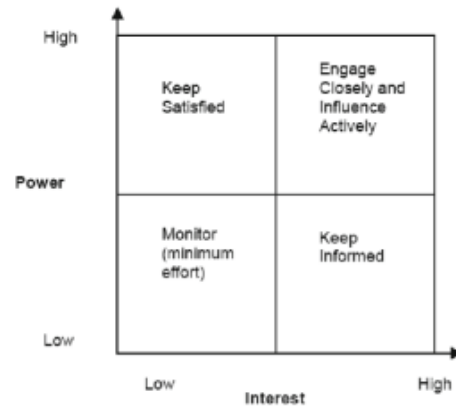 High
Keep
Satisfied
Engage
Closely and
Influence
Actively
Power
Monitor
(minimum
effort)
Keep
Informed
Low
Low
Interest
High